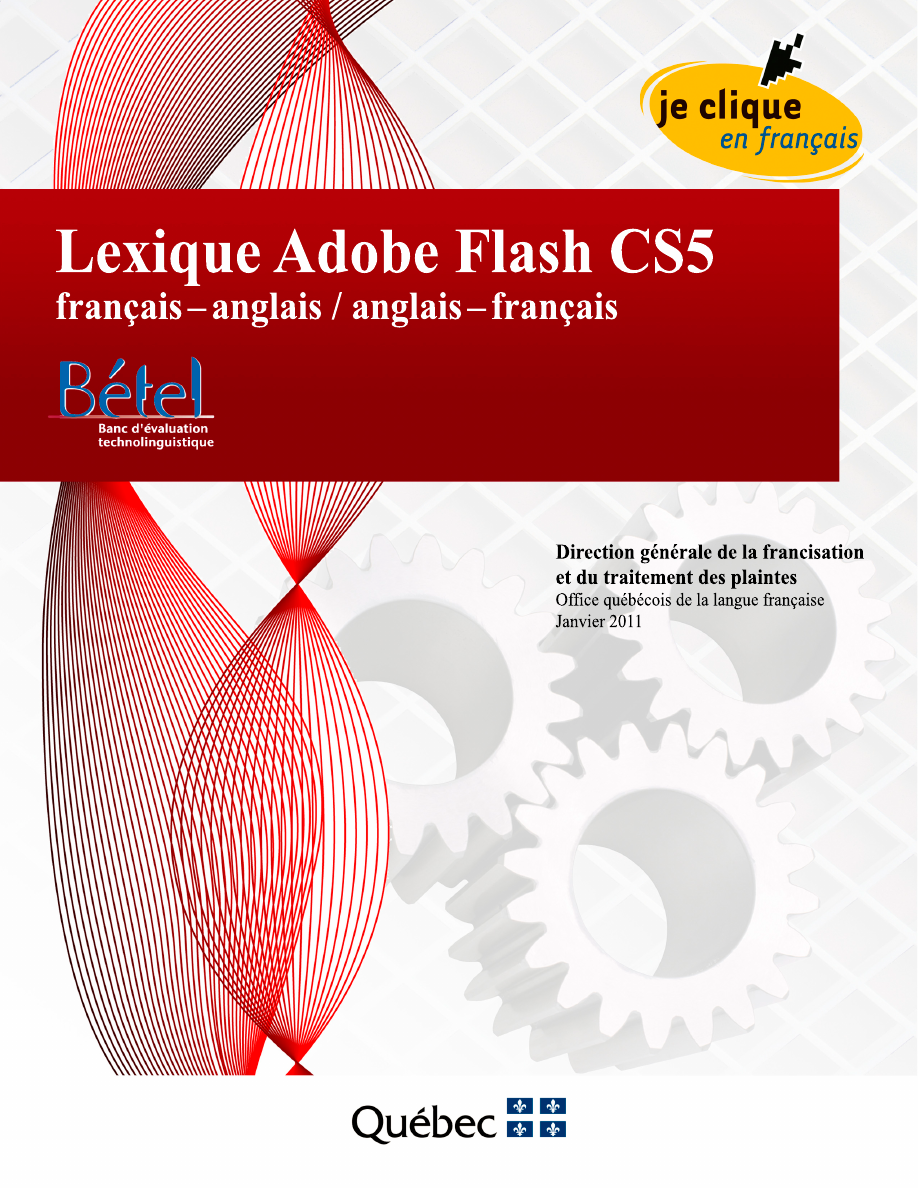 je clique
en français
Lexique Adobe Flash CS5
français – anglais / anglais – français
Bétel
Banc d'évaluation
technolinguistique
Direction générale de la francisation
et du traitement des plaintes
Office québécois de la langue française
Janvier 2011
Québec